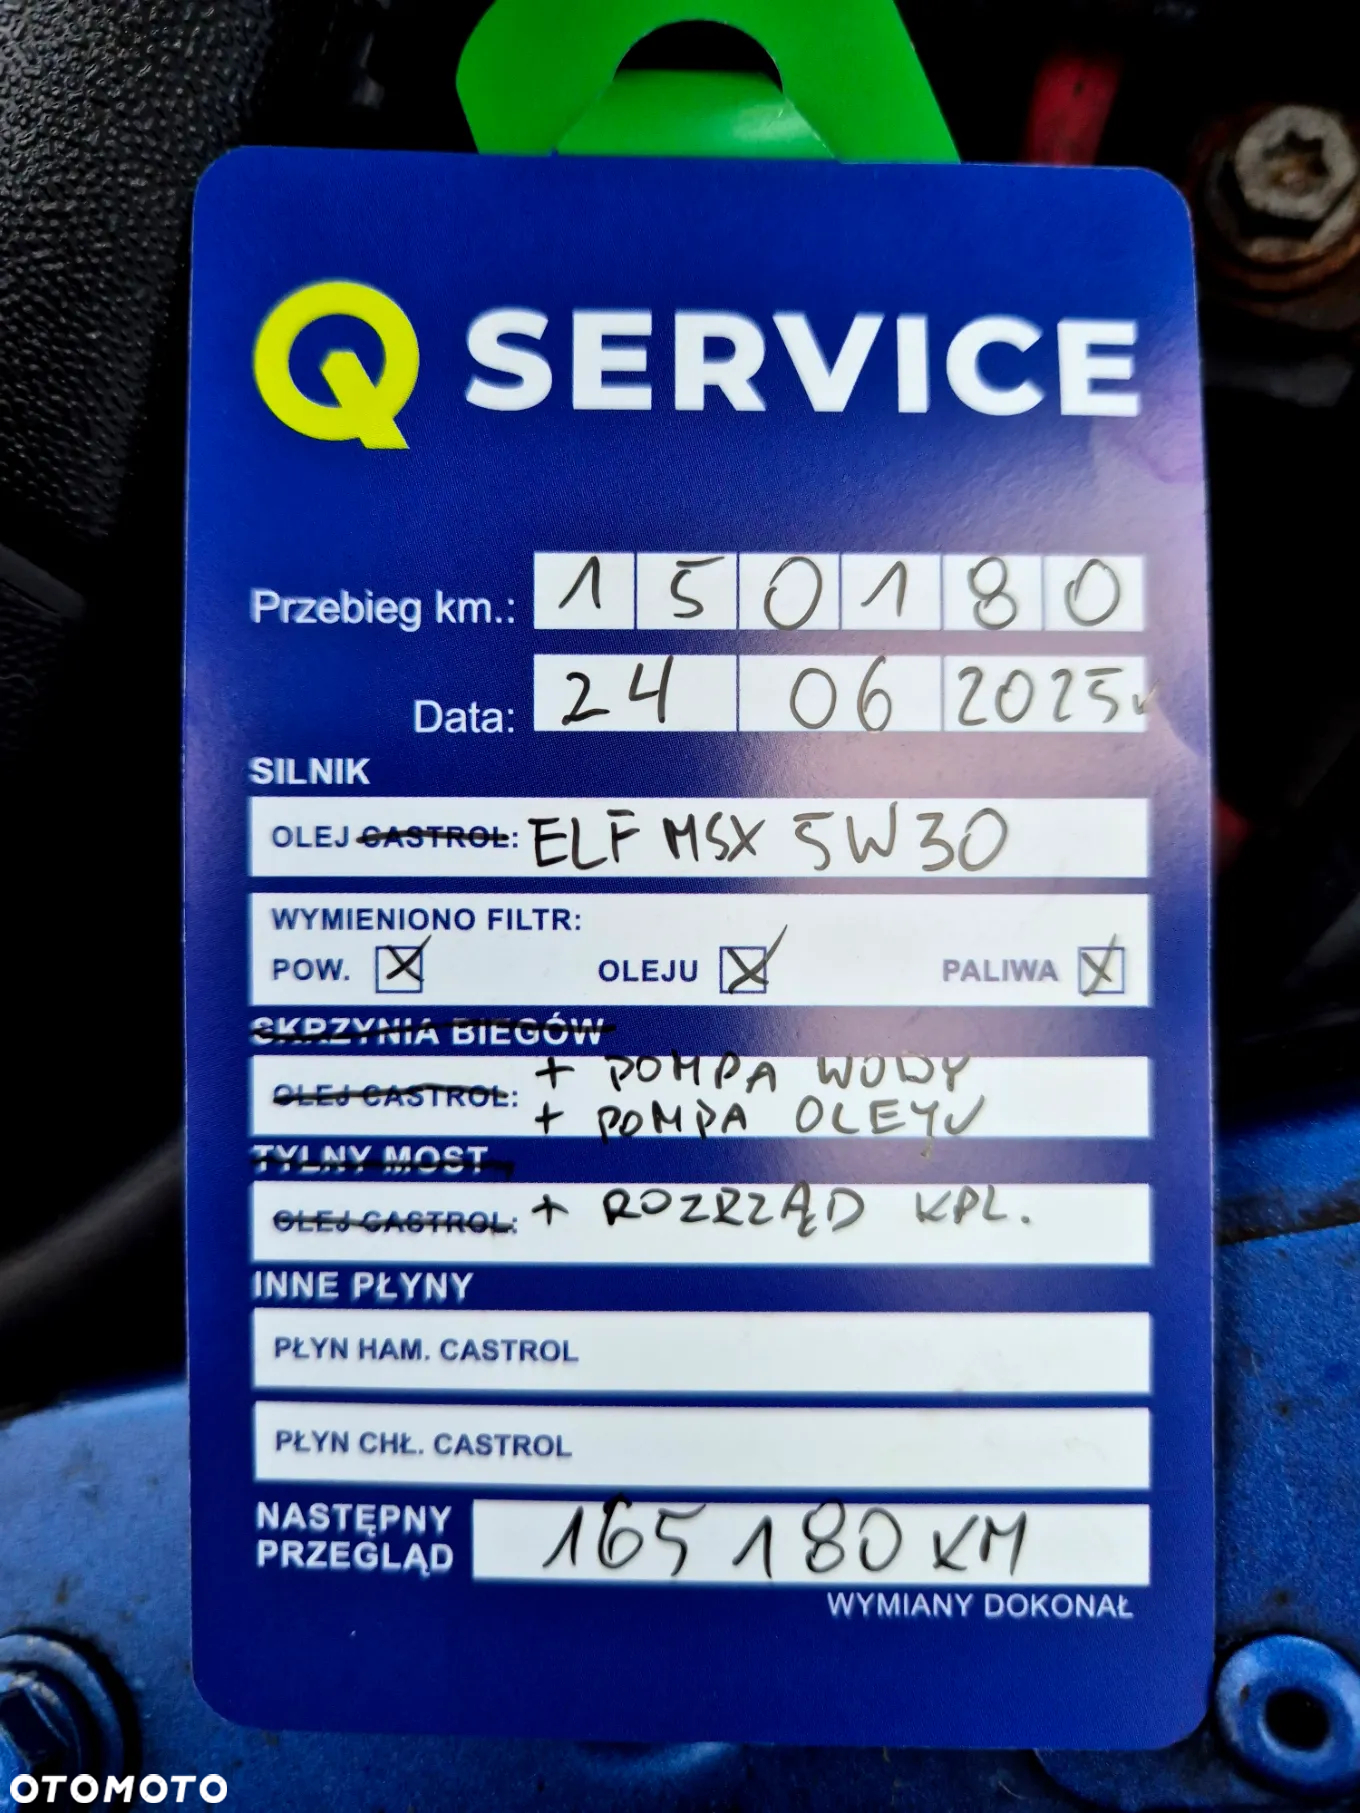 Q SERVICE
Przebieg km.: 150180
Data: 24 06 2025r
SILNIK
OLEJ CASTROL: ELF MSX 5W30
WYMIENIONO FILTR:
POW. X OLEJU X PALIWA X
SKRZYNIA BIEGÓW
+ POMPA WODY
OLEJ CASTROL:
+ POMPA OLEYU
TYLNY MOST
OLEJ CASTROL: + ROZRZĄD KPL.
INNE PŁYNY
PŁYN HAM. CASTROL
PŁYN CHŁ. CASTROL
NASTĘPNY
PRZEGLĄD 165180 KM
WYMIANY DOKONAŁ
OTOMOTO